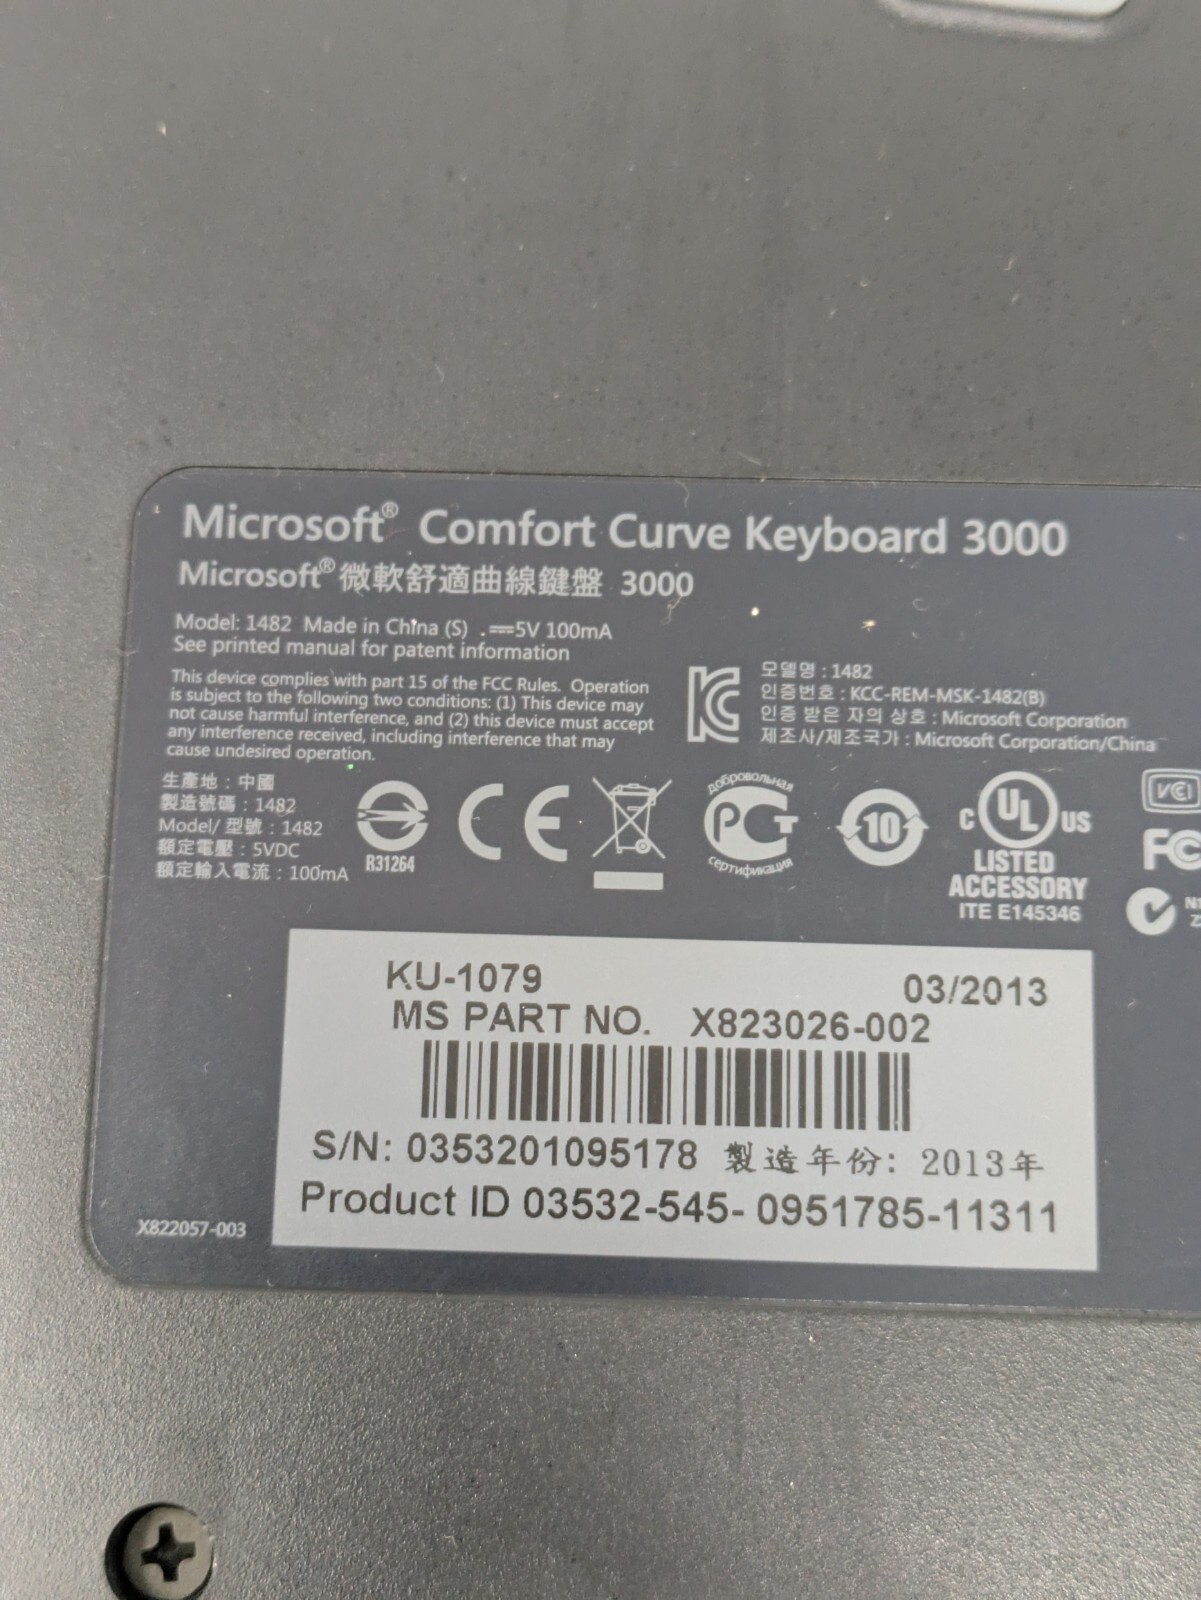 Microsoft® Comfort Curve Keyboard 3000
Microsoft® 微軟舒適曲線鍵盤 3000
Model: 1482 Made in China (S) . ⎓5V 100mA
See printed manual for patent information
This device complies with part 15 of the FCC Rules. Operation
is subject to the following two conditions: (1) This device may
not cause harmful interference, and (2) this device must accept
any interference received, including interference that may
cause undesired operation.
모델명 : 1482
인증번호 : KCC-REM-MSK-1482(B)
인증 받은 자의 상호 : Microsoft Corporation
제조사/제조국가 : Microsoft Corporation/China
生產地 : 中國
製造號碼 : 1482
Model/ 型號 : 1482
額定電壓 : 5VDC
額定輸入電流 : 100mA
R31264
CE
добровольная
РСТ
сертификация
10
C UL US
LISTED
ACCESSORY
ITE E145346
VCI
FC
KU-1079 03/2013
MS PART NO. X823026-002
S/N: 0353201095178 製造年份: 2013年
Product ID 03532-545- 0951785-11311
X822057-003